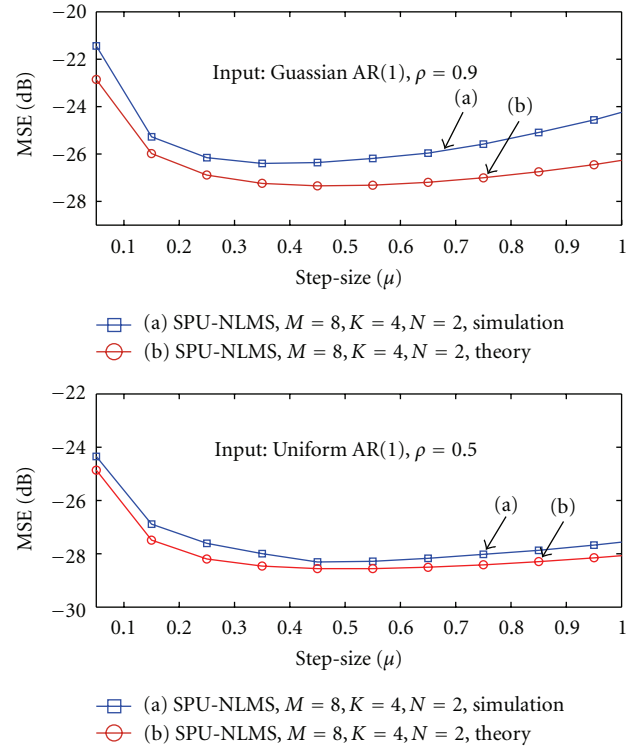 −20
−22
−24
−26
−28
MSE (dB)
Input: Guassian AR(1), ρ = 0.9
(a)
(b)
0.1 0.2 0.3 0.4 0.5 0.6 0.7 0.8 0.9 1
Step-size (μ)
(a) SPU-NLMS, M = 8, K = 4, N = 2, simulation
(b) SPU-NLMS, M = 8, K = 4, N = 2, theory
−22
−24
−26
−28
−30
MSE (dB)
Input: Uniform AR(1), ρ = 0.5
(a)
(b)
0.1 0.2 0.3 0.4 0.5 0.6 0.7 0.8 0.9 1
Step-size (μ)
(a) SPU-NLMS, M = 8, K = 4, N = 2, simulation
(b) SPU-NLMS, M = 8, K = 4, N = 2, theory